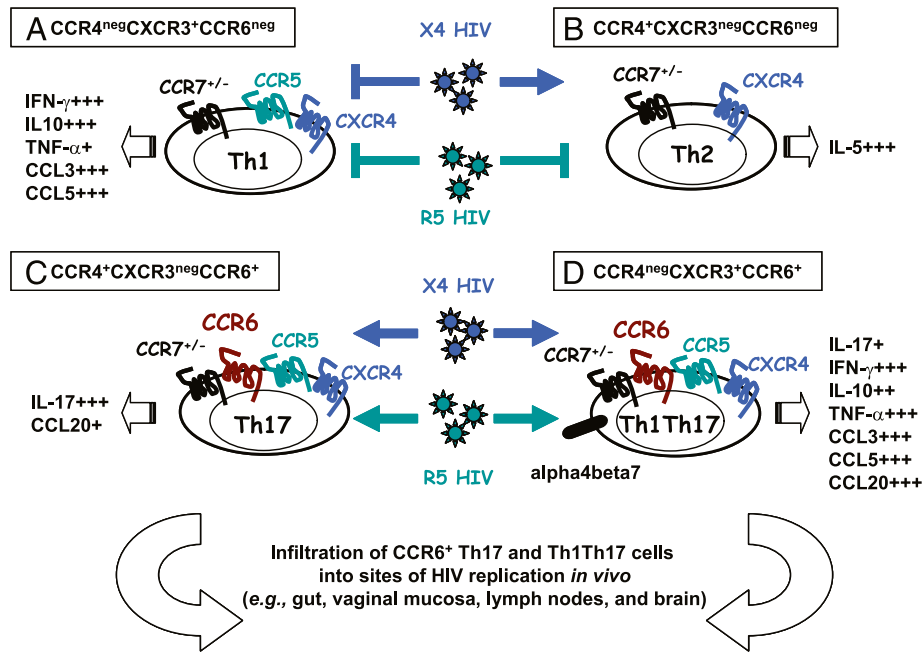 A CCR4negCXCR3+CCR6neg
X4 HIV
B CCR4+CXCR3negCCR6neg
CCR7+/-
CCR5
CXCR4
Th1
IFN-γ+++
IL10+++
TNF-α+
CCL3+++
CCL5+++
CCR7+/-
CXCR4
Th2
IL-5+++
R5 HIV
C CCR4+CXCR3negCCR6+
D CCR4negCXCR3+CCR6+
X4 HIV
CCR7+/-
CCR6
CCR5
CXCR4
Th17
IL-17+++
CCL20+
R5 HIV
CCR7+/-
CCR6
CCR5
CXCR4
Th1Th17
alpha4beta7
IL-17+
IFN-γ+++
IL-10++
TNF-α+++
CCL3+++
CCL5+++
CCL20+++
Infiltration of CCR6+ Th17 and Th1Th17 cells
into sites of HIV replication in vivo
(e.g., gut, vaginal mucosa, lymph nodes, and brain)